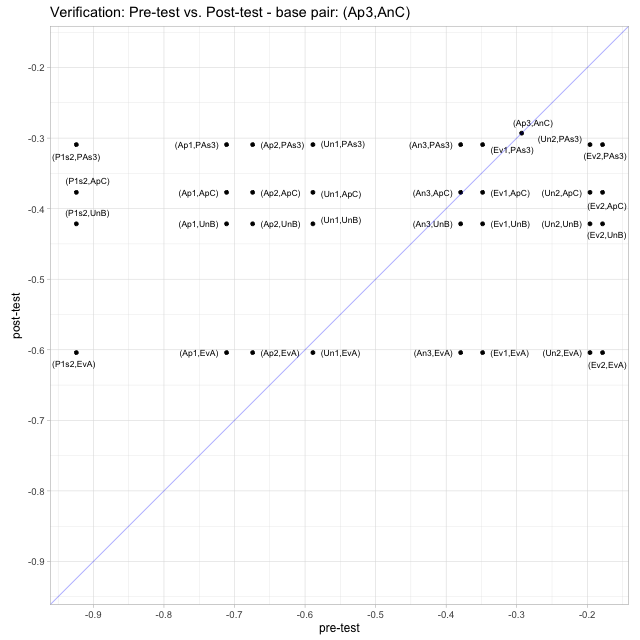 Verification: Pre-test vs. Post-test - base pair: (Ap3,AnC)
-0.2
(Ap3,AnC)
-0.3
(P1s2,PAs3)
(Ap1,PAs3)
(Ap2,PAs3)
(Un1,PAs3)
(An3,PAs3)
(Ev1,PAs3)
(Un2,PAs3)
(Ev2,PAs3)
(P1s2,ApC)
(Ap1,ApC)
(Ap2,ApC)
(Un1,ApC)
(An3,ApC)
(Ev1,ApC)
(Un2,ApC)
(Ev2,ApC)
-0.4
(P1s2,UnB)
(Ap1,UnB)
(Ap2,UnB)
(Un1,UnB)
(An3,UnB)
(Ev1,UnB)
(Un2,UnB)
(Ev2,UnB)
-0.5
post-test
-0.6
(P1s2,EvA)
(Ap1,EvA)
(Ap2,EvA)
(Un1,EvA)
(An3,EvA)
(Ev1,EvA)
(Un2,EvA)
(Ev2,EvA)
-0.7
-0.8
-0.9
-0.9 -0.8 -0.7 -0.6 -0.5 -0.4 -0.3 -0.2
pre-test